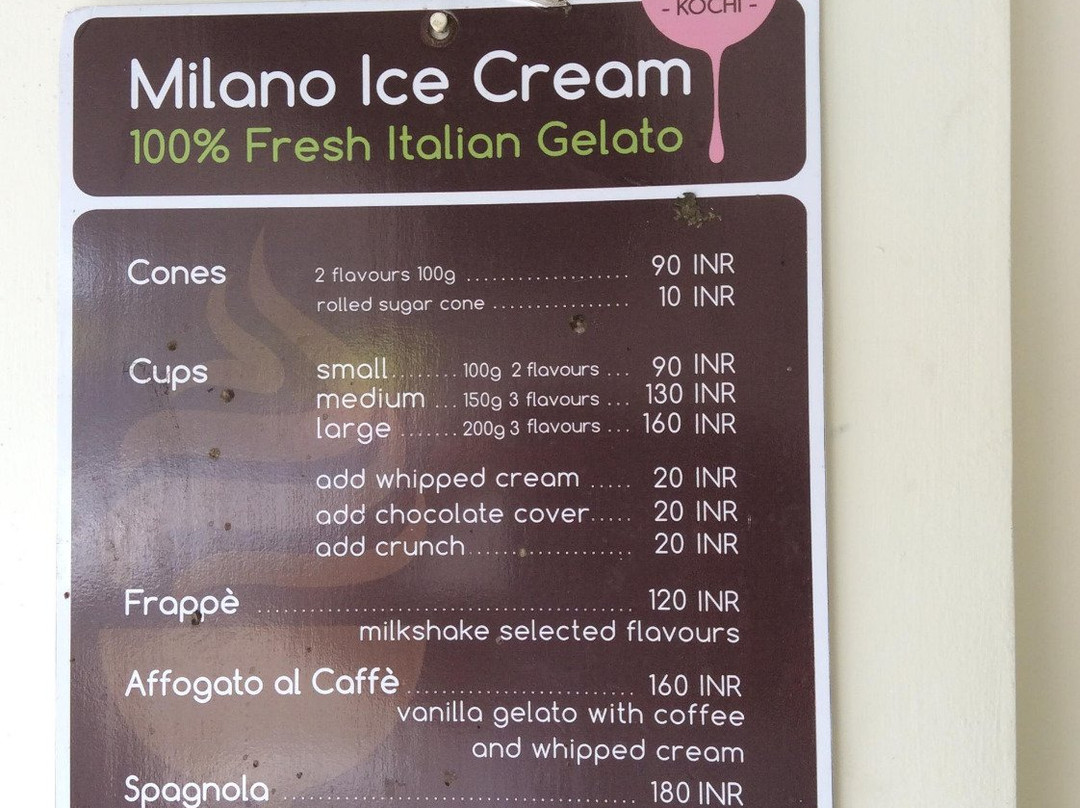 - KOCHI -
Milano Ice Cream
100% Fresh Italian Gelato
Cones 2 flavours 100g .................... 90 INR
rolled sugar cone ................. 10 INR
Cups small........ 100g 2 flavours ... 90 INR
medium ... 150g 3 flavours ... 130 INR
large ....... 200g 3 flavours ... 160 INR
add whipped cream ..... 20 INR
add chocolate cover..... 20 INR
add crunch.................... 20 INR
Frappè .............................................. 120 INR
milkshake selected flavours
Affogato al Caffè............................ 160 INR
vanilla gelato with coffee
and whipped cream
Spagnola ........................................... 180 INR